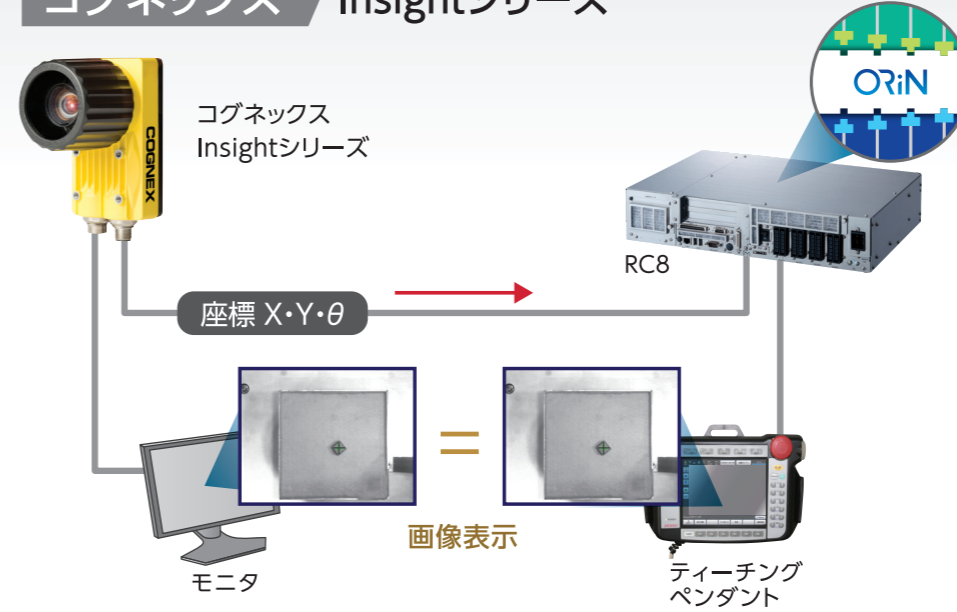 コグネックス Insightシリーズ
ORiN
コグネックス
Insightシリーズ
COGNEX
RC8
座標 X・Y・θ
=
画像表示
モニタ
ティーチング
ペンダント